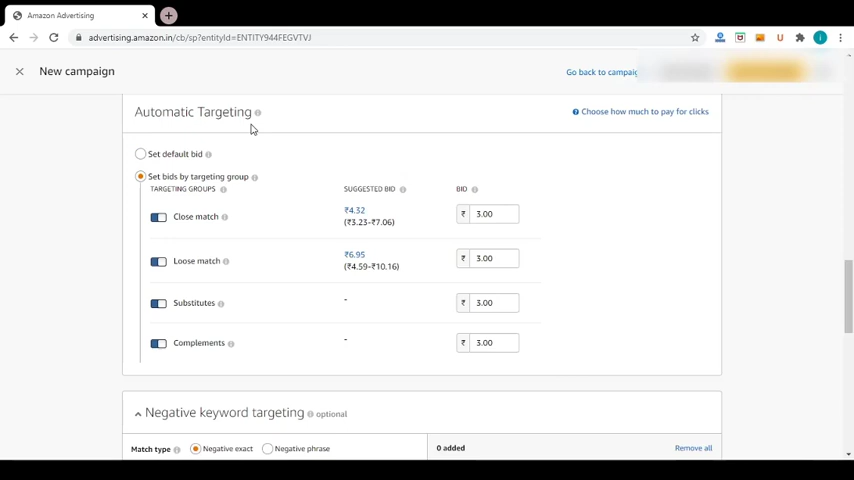 Amazon Advertising
advertising.amazon.in/cb/sp?entityId=ENTITY944FEGVTVJ
New campaign
Go back to campaig
Automatic Targeting
Choose how much to pay for clicks
Set default bid
Set bids by targeting group
TARGETING GROUPS SUGGESTED BID BID
Close match ₹4.32 ₹ 3.00
(₹3.23-₹7.06)
Loose match ₹6.95 ₹ 3.00
(₹4.59-₹10.16)
Substitutes - ₹ 3.00
Complements - ₹ 3.00
Negative keyword targeting optional
Match type Negative exact Negative phrase 0 added Remove all